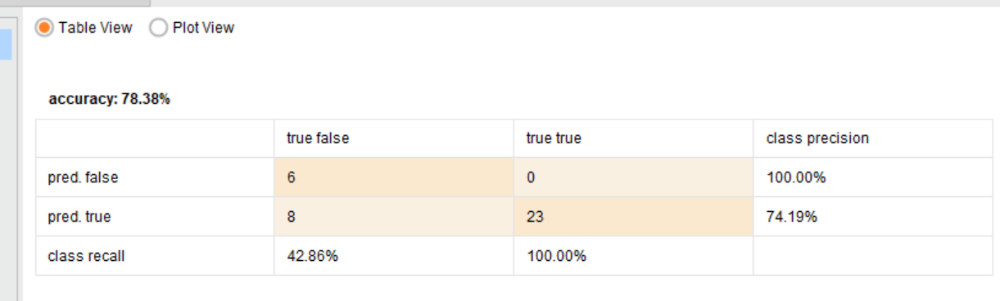 Table View Plot View
accuracy: 78.38%
true false true true class precision
pred. false 6 0 100.00%
pred. true 8 23 74.19%
class recall 42.86% 100.00%